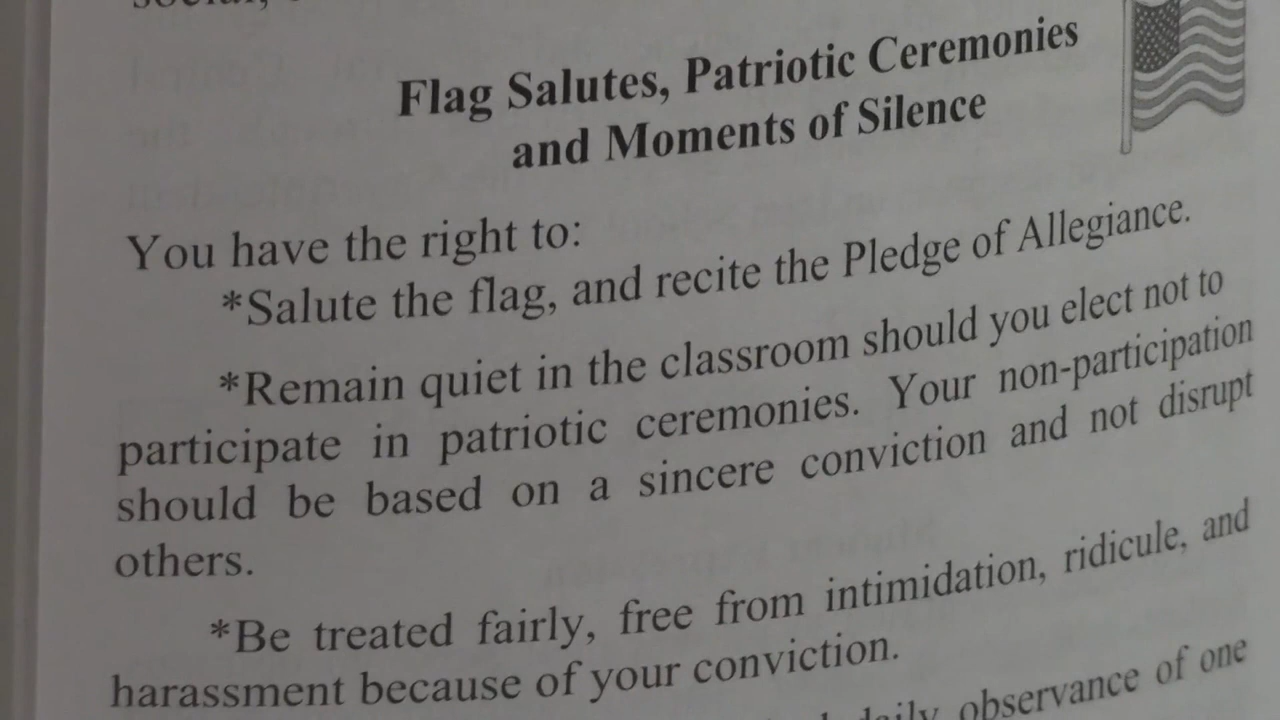 Flag Salutes, Patriotic Ceremonies
and Moments of Silence
You have the right to:
*Salute the flag, and recite the Pledge of Allegiance.
*Remain quiet in the classroom should you elect not to
participate in patriotic ceremonies. Your non-participation
should be based on a sincere conviction and not disrupt
others.
*Be treated fairly, free from intimidation, ridicule, and
harassment because of your conviction.
daily observance of one